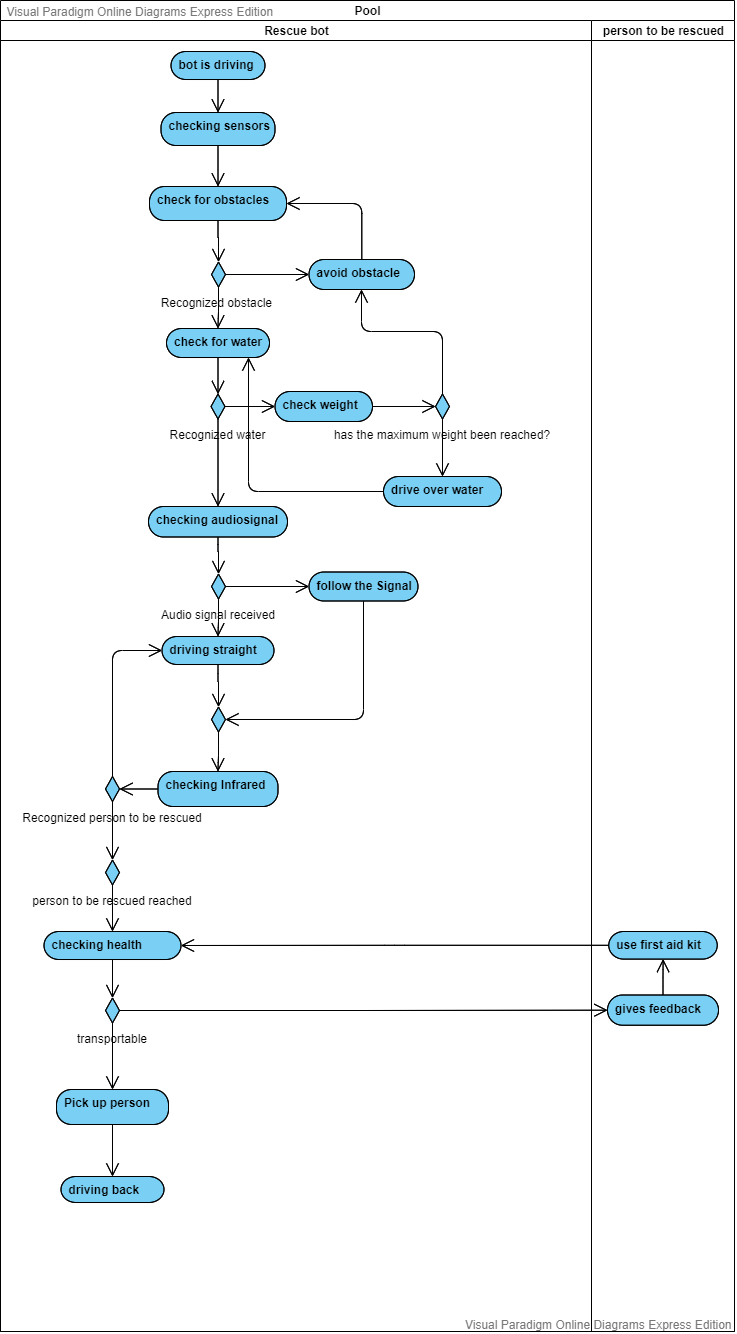 Visual Paradigm Online Diagrams Express Edition
Pool
Rescue bot
person to be rescued
bot is driving
checking sensors
check for obstacles
avoid obstacle
Recognized obstacle
check for water
check weight
Recognized water
has the maximum weight been reached?
drive over water
checking audiosignal
follow the Signal
Audio signal received
driving straight
checking Infrared
Recognized person to be rescued
person to be rescued reached
checking health
use first aid kit
gives feedback
transportable
Pick up person
driving back
Visual Paradigm Online Diagrams Express Edition